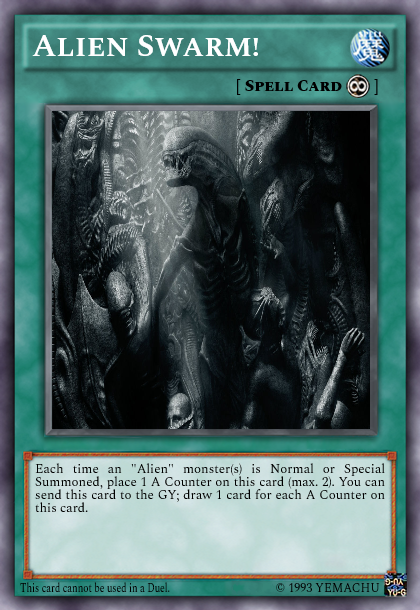 ALIEN SWARM!
[ SPELL CARD ]
Each time an "Alien" monster(s) is Normal or Special
Summoned, place 1 A Counter on this card (max. 2). You can
send this card to the GY; draw 1 card for each A Counter on
this card.
This card cannot be used in a Duel.
© 1993 YEMACHU